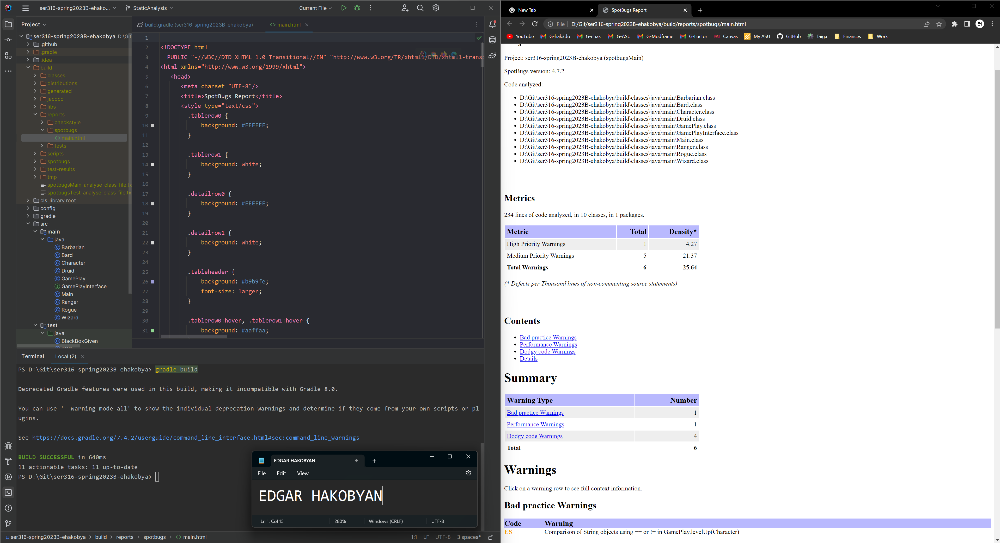 ser316-spring2023B-ehako...
StaticAnalysis
Current File
Project
build.gradle (ser316-spring2023B-ehakobya)
<> main.html
ser316-spring2023B-ehakobya D:\Git
.github
.gradle
.idea
build
classes
distributions
generated
jacoco
libs
reports
checkstyle
spotbugs
<> main.html
tests
scripts
spotbugs
test-results
tmp
spotbugsMain-analyse-class-file.tx
spotbugsTest-analyse-class-file.tx
cls library root
config
gradle
src
main
java
Barbarian
Bard
Character
Druid
GamePlay
GamePlayInterface
Main
Ranger
Rogue
Wizard
test
java
BlackBoxGiven
1
2 <!DOCTYPE html
3 PUBLIC "-//W3C//DTD XHTML 1.0 Transitional//EN" "http://www.w3.org/TR/xhtml1/DTD/xhtml1-transi
4 <html xmlns="http://www.w3.org/1999/xhtml">
5 <head>
6 <meta charset="UTF-8"/>
7 <title>SpotBugs Report</title>
8 <style type="text/css">
9 .tablerow0 {
10 background: #EEEEEE;
11 }
12
13 .tablerow1 {
14 background: white;
15 }
16
17 .detailrow0 {
18 background: #EEEEEE;
19 }
20
21 .detailrow1 {
22 background: white;
23 }
24
25 .tableheader {
26 background: #b9b9fe;
27 font-size: larger;
28 }
29
30 .tablerow0:hover, .tablerow1:hover {
31 background: #aaffaa;
Terminal
Local (2)
PS D:\Git\ser316-spring2023B-ehakobya> gradle build
Deprecated Gradle features were used in this build, making it incompatible with Gradle 8.0.
You can use '--warning-mode all' to show the individual deprecation warnings and determine if they come from your own scripts or pl
ugins.
See https://docs.gradle.org/7.4.2/userguide/command_line_interface.html#sec:command_line_warnings
BUILD SUCCESSFUL in 640ms
11 actionable tasks: 11 up-to-date
PS D:\Git\ser316-spring2023B-ehakobya>
EDGAR HAKOBYAN
File Edit View
EDGAR HAKOBYAN
Ln 1, Col 15 280% Windows (CRLF) UTF-8
ser316-spring2023B-ehakobya > build > reports > spotbugs > <> main.html
1:1 LF UTF-8 3 spaces*
New Tab
SpotBugs Report
File D:/Git/ser316-spring2023B-ehakobya/build/reports/spotbugs/main.html
EH
YouTube G-hak3do G-ehak G-ASU G-Modframe G-Luctor Canvas My ASU GitHub Taiga Finances Work
Project Information
Project: ser316-spring2023B-ehakobya (spotbugsMain)
SpotBugs version: 4.7.2
Code analyzed:
• D:\Git\ser316-spring2023B-ehakobya\build\classes\java\main\Barbarian.class
• D:\Git\ser316-spring2023B-ehakobya\build\classes\java\main\Bard.class
• D:\Git\ser316-spring2023B-ehakobya\build\classes\java\main\Character.class
• D:\Git\ser316-spring2023B-ehakobya\build\classes\java\main\Druid.class
• D:\Git\ser316-spring2023B-ehakobya\build\classes\java\main\GamePlay.class
• D:\Git\ser316-spring2023B-ehakobya\build\classes\java\main\GamePlayInterface.class
• D:\Git\ser316-spring2023B-ehakobya\build\classes\java\main\Main.class
• D:\Git\ser316-spring2023B-ehakobya\build\classes\java\main\Ranger.class
• D:\Git\ser316-spring2023B-ehakobya\build\classes\java\main\Rogue.class
• D:\Git\ser316-spring2023B-ehakobya\build\classes\java\main\Wizard.class
Metrics
234 lines of code analyzed, in 10 classes, in 1 packages.
Metric Total Density*
High Priority Warnings 1 4.27
Medium Priority Warnings 5 21.37
Total Warnings 6 25.64
(* Defects per Thousand lines of non-commenting source statements)
Contents
• Bad practice Warnings
• Performance Warnings
• Dodgy code Warnings
• Details
Summary
Warning Type Number
Bad practice Warnings 1
Performance Warnings 1
Dodgy code Warnings 4
Total 6
Warnings
Click on a warning row to see full context information.
Bad practice Warnings
Code Warning
ES Comparison of String objects using == or != in GamePlay.levelUp(Character)